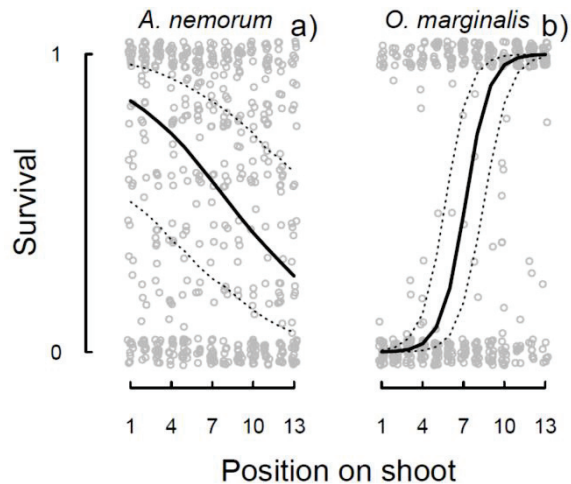 A. nemorum a) O. marginalis b)
1
Survival
0
1 4 7 10 13 1 4 7 10 13
Position on shoot